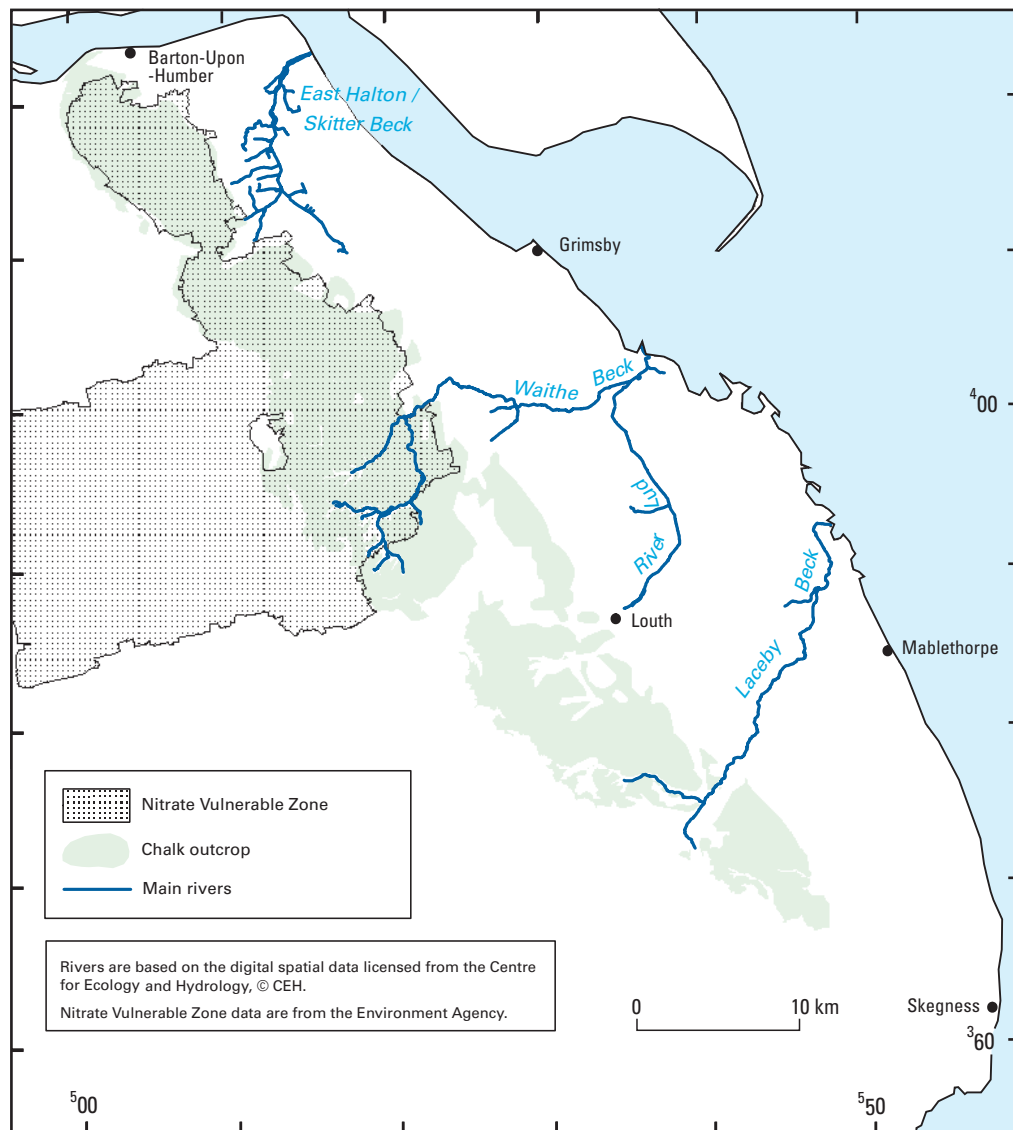 Barton-Upon
-Humber
East Halton /
Skitter Beck
Grimsby
Waithe Beck
400
River Lud
Louth
Laceby Beck
Mablethorpe
Nitrate Vulnerable Zone
Chalk outcrop
Main rivers
Rivers are based on the digital spatial data licensed from the Centre
for Ecology and Hydrology, © CEH.
Nitrate Vulnerable Zone data are from the Environment Agency.
0 10 km
Skegness
360
500
550